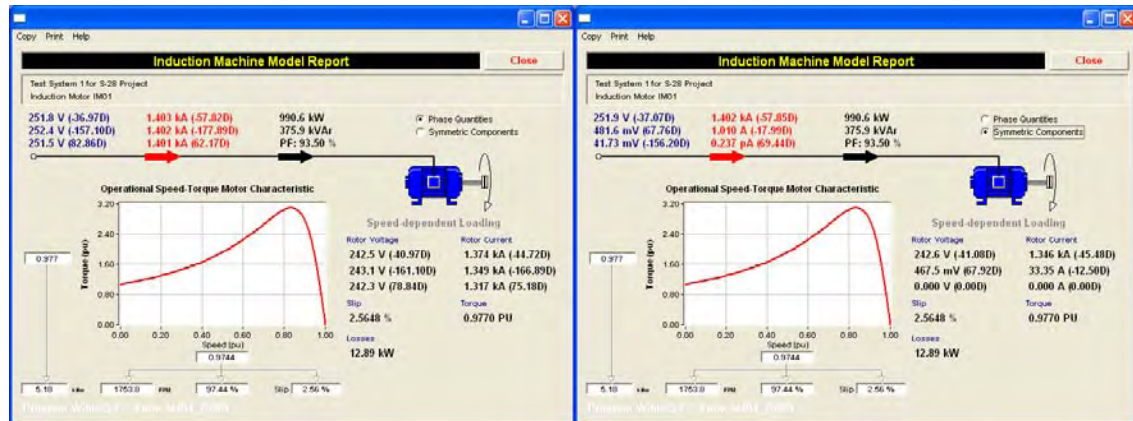 Copy Print Help
Induction Machine Model Report
Close
Test System 1 for S-28 Project
Induction Motor IM01
251.8 V (-36.97D) 1.403 kA (-57.82D) 990.6 kW
252.4 V (-157.10D) 1.402 kA (-177.89D) 375.9 kVAr
251.5 V (82.86D) 1.401 kA (62.17D) PF: 93.50 %
Phase Quantities
Symmetric Components
Operational Speed-Torque Motor Characteristic
Torque (pu)
3.20
2.40
1.60
0.80
0.00
0.00 0.20 0.40 0.60 0.80 1.00
Speed (pu)
0.977
0.9744
Speed-dependent Loading
Rotor Voltage Rotor Current
242.5 V (-40.97D) 1.374 kA (-44.72D)
243.1 V (-161.10D) 1.349 kA (-166.89D)
242.3 V (78.84D) 1.317 kA (75.18D)
Slip Torque
2.5648 % 0.9770 PU
Losses
12.89 kW
5.18 1753.8 RPM 97.44 % Slip 2.56 %
Copy Print Help
Induction Machine Model Report
Close
Test System 1 for S-28 Project
Induction Motor IM01
251.9 V (-37.07D) 1.402 kA (-57.85D) 990.6 kW
481.6 mV (67.76D) 1.010 A (-17.99D) 375.9 kVAr
41.73 mV (-156.20D) 0.237 pA (69.44D) PF: 93.50 %
Phase Quantities
Symmetric Components
Operational Speed-Torque Motor Characteristic
Torque (pu)
3.20
2.40
1.60
0.80
0.00
0.00 0.20 0.40 0.60 0.80 1.00
Speed (pu)
0.977
0.9744
Speed-dependent Loading
Rotor Voltage Rotor Current
242.6 V (-41.08D) 1.346 kA (-45.48D)
467.5 mV (67.92D) 33.35 A (-12.50D)
0.000 V (0.00D) 0.000 A (0.00D)
Slip Torque
2.5648 % 0.9770 PU
Losses
12.89 kW
5.18 1753.8 RPM 97.44 % Slip 2.56 %